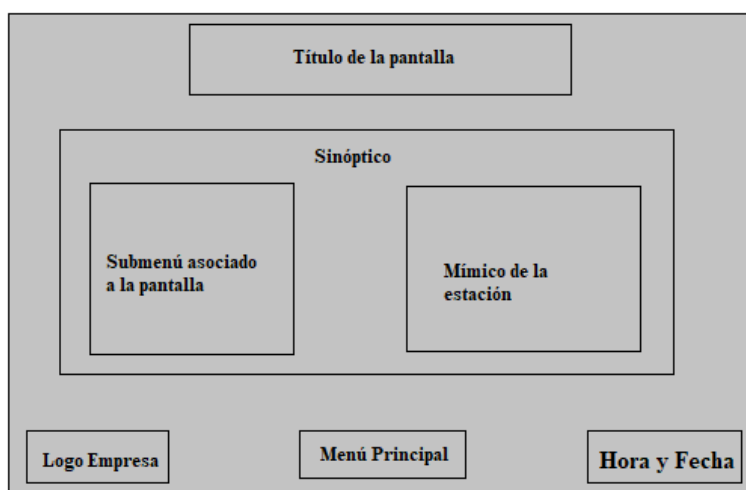 Título de la pantalla
Sinóptico
Submenú asociado
a la pantalla
Mímico de la
estación
Logo Empresa
Menú Principal
Hora y Fecha